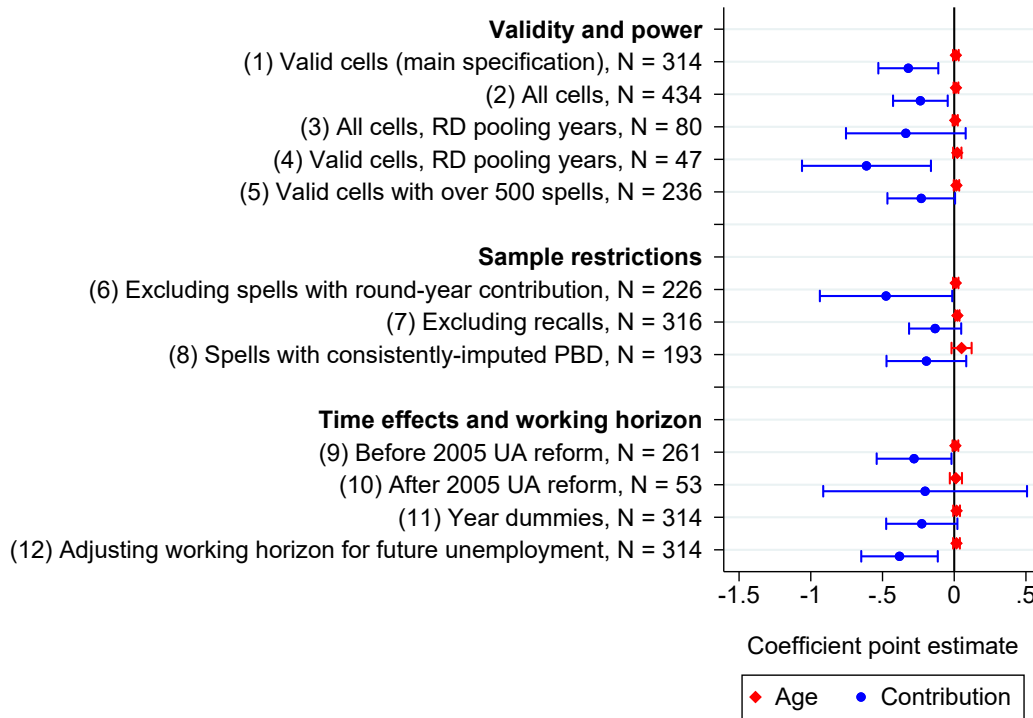 Validity and power
(1) Valid cells (main specification), N = 314
(2) All cells, N = 434
(3) All cells, RD pooling years, N = 80
(4) Valid cells, RD pooling years, N = 47
(5) Valid cells with over 500 spells, N = 236
Sample restrictions
(6) Excluding spells with round-year contribution, N = 226
(7) Excluding recalls, N = 316
(8) Spells with consistently-imputed PBD, N = 193
Time effects and working horizon
(9) Before 2005 UA reform, N = 261
(10) After 2005 UA reform, N = 53
(11) Year dummies, N = 314
(12) Adjusting working horizon for future unemployment, N = 314
-1.5 -1 -.5 0 .5
Coefficient point estimate
Age Contribution